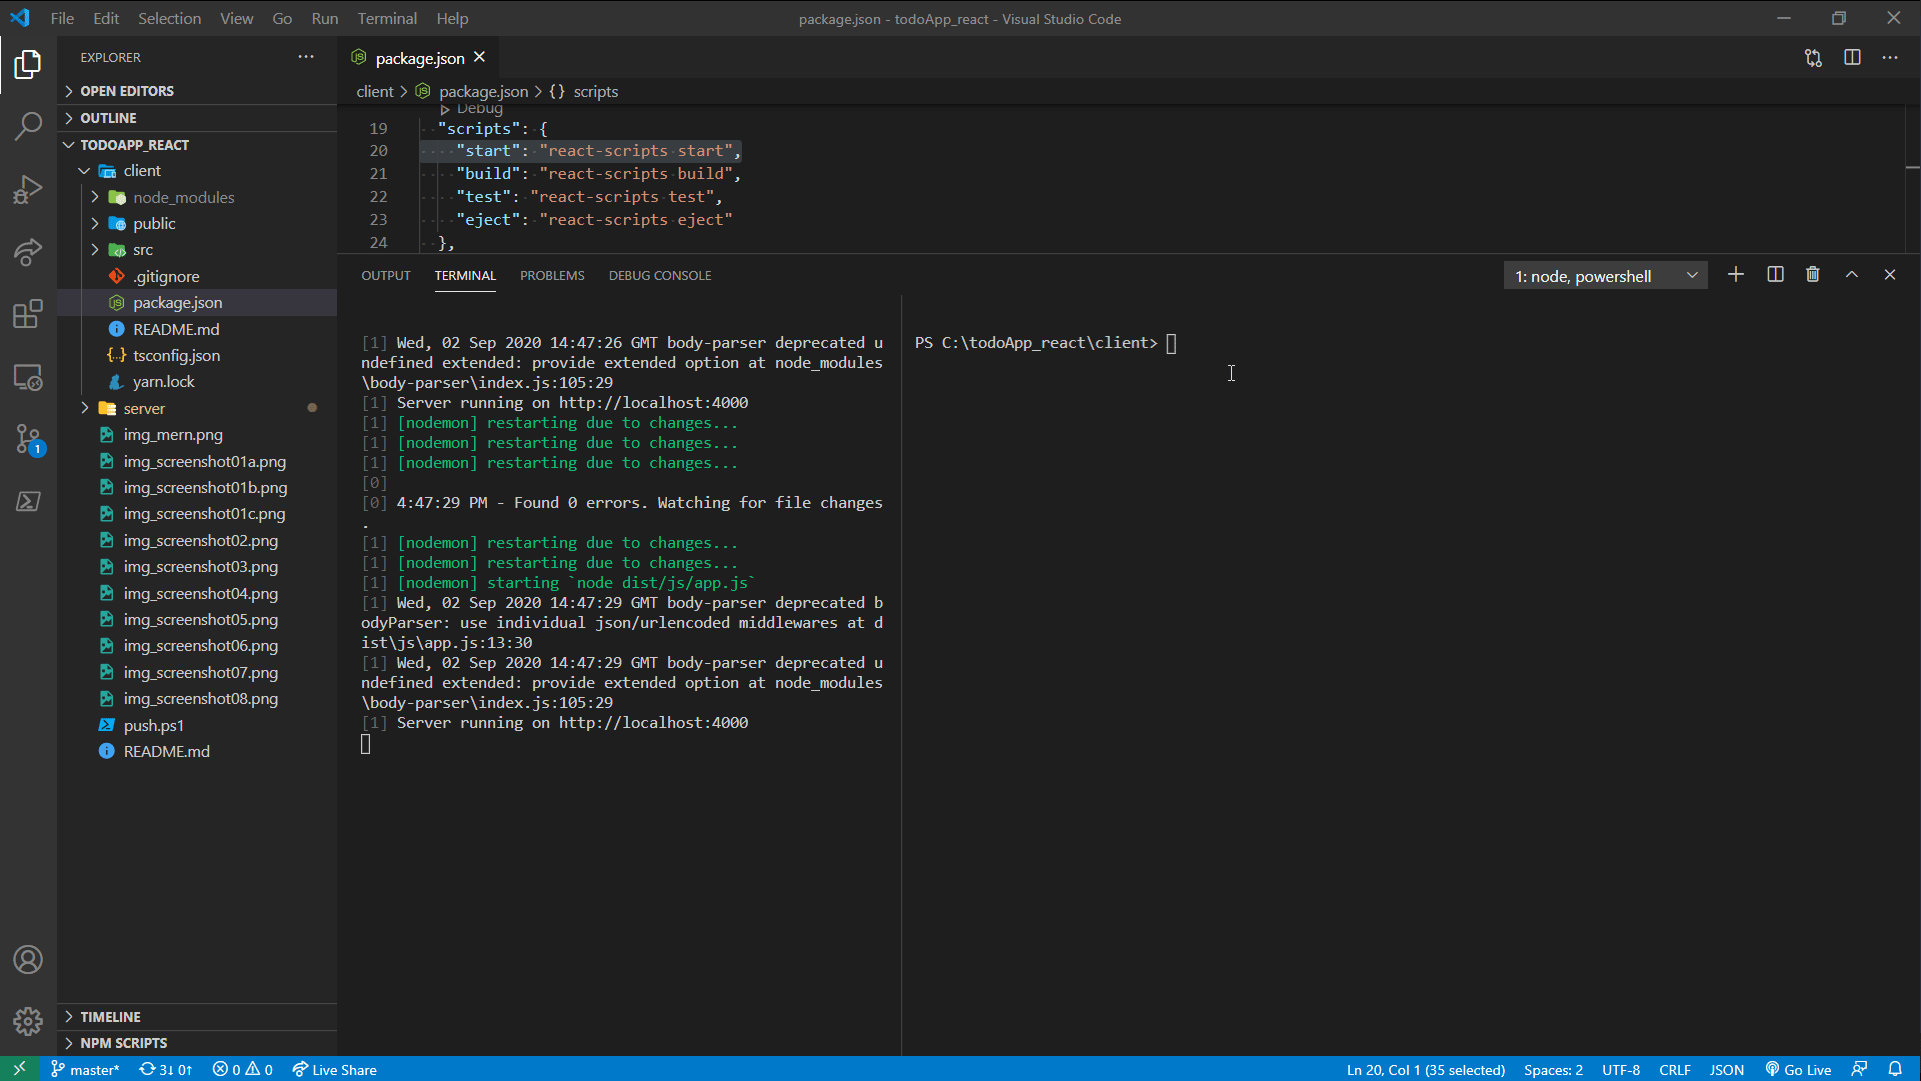 File Edit Selection View Go Run Terminal Help
package.json - todoApp_react - Visual Studio Code
EXPLORER
OPEN EDITORS
OUTLINE
TODOAPP_REACT
client
node_modules
public
src
.gitignore
package.json
README.md
tsconfig.json
yarn.lock
server
img_mern.png
img_screenshot01a.png
img_screenshot01b.png
img_screenshot01c.png
img_screenshot02.png
img_screenshot03.png
img_screenshot04.png
img_screenshot05.png
img_screenshot06.png
img_screenshot07.png
img_screenshot08.png
push.ps1
README.md
TIMELINE
NPM SCRIPTS
package.json
client > package.json > {} scripts
Debug
19 "scripts": {
20 "start": "react-scripts start",
21 "build": "react-scripts build",
22 "test": "react-scripts test",
23 "eject": "react-scripts eject"
24 },
OUTPUT TERMINAL PROBLEMS DEBUG CONSOLE
1: node, powershell
[1] Wed, 02 Sep 2020 14:47:26 GMT body-parser deprecated u
ndefined extended: provide extended option at node_modules
\body-parser\index.js:105:29
[1] Server running on http://localhost:4000
[1] [nodemon] restarting due to changes...
[1] [nodemon] restarting due to changes...
[1] [nodemon] restarting due to changes...
[0]
[0] 4:47:29 PM - Found 0 errors. Watching for file changes
.
[1] [nodemon] restarting due to changes...
[1] [nodemon] restarting due to changes...
[1] [nodemon] starting `node dist/js/app.js`
[1] Wed, 02 Sep 2020 14:47:29 GMT body-parser deprecated b
odyParser: use individual json/urlencoded middlewares at d
ist\js\app.js:13:30
[1] Wed, 02 Sep 2020 14:47:29 GMT body-parser deprecated u
ndefined extended: provide extended option at node_modules
\body-parser\index.js:105:29
[1] Server running on http://localhost:4000
PS C:\todoApp_react\client>
1
master* 3↓ 0↑ 0 0 Live Share
Ln 20, Col 1 (35 selected) Spaces: 2 UTF-8 CRLF JSON Go Live